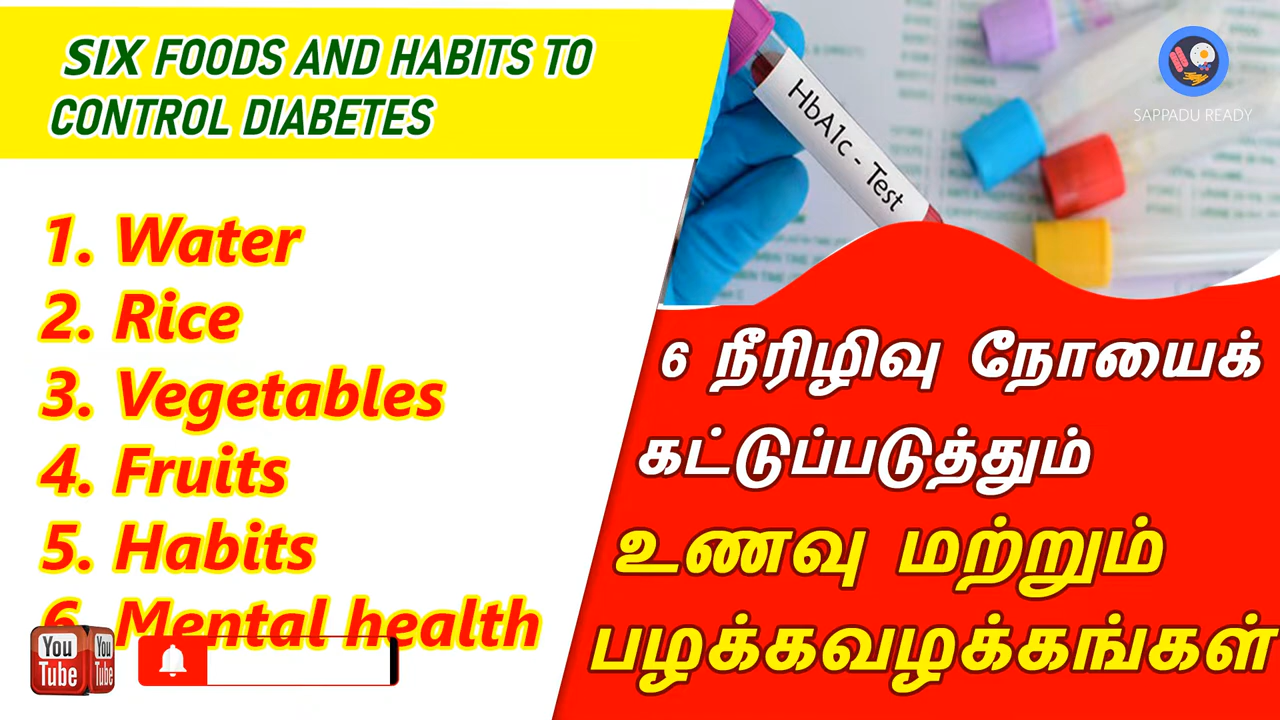 SIX FOODS AND HABITS TO
CONTROL DIABETES
1. Water
2. Rice
3. Vegetables
4. Fruits
5. Habits
6. Mental health
You
Tube
You
Tube
HbA1c - Test
SAPPADU READY
6 நீரிழிவு நோயைக்
கட்டுப்படுத்தும்
உணவு மற்றும்
பழக்கவழக்கங்கள்